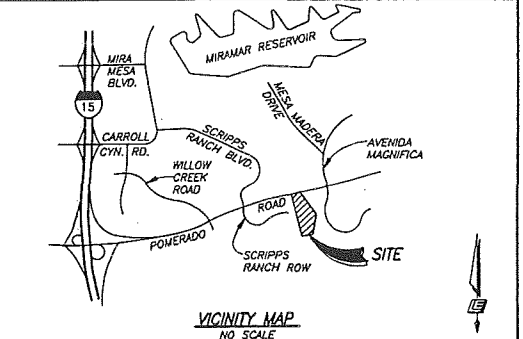 MIRAMAR RESERVOIR
MIRA
MESA
BLVD.
15
MESA MADERA
DRIVE
CARROLL
CYN. RD.
SCRIPPS
RANCH BLVD.
AVENIDA
MAGNIFICA
WILLOW
CREEK
ROAD
POMERADO
ROAD
SCRIPPS
RANCH ROW
SITE
VICINITY MAP
NO SCALE